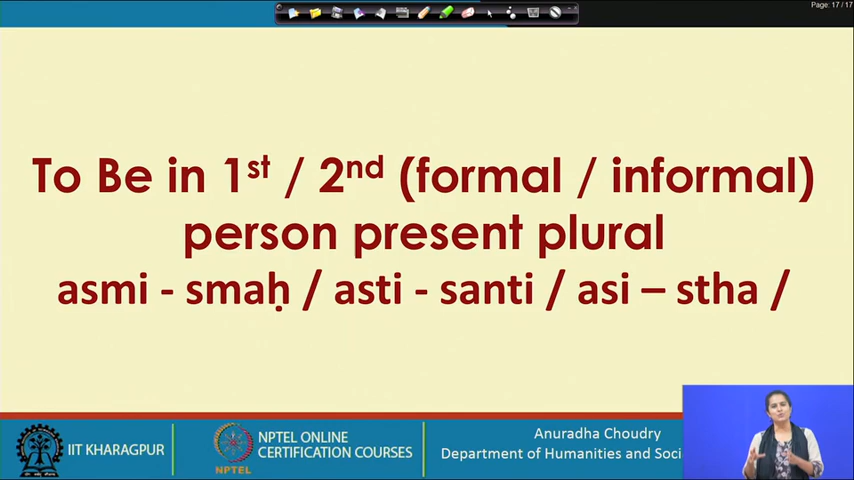 Page: 17 / 17
To Be in 1st / 2nd (formal / informal)
person present plural
asmi - smaḥ / asti - santi / asi – stha /
IIT KHARAGPUR
NPTEL
NPTEL ONLINE
CERTIFICATION COURSES
Anuradha Choudry
Department of Humanities and Soci